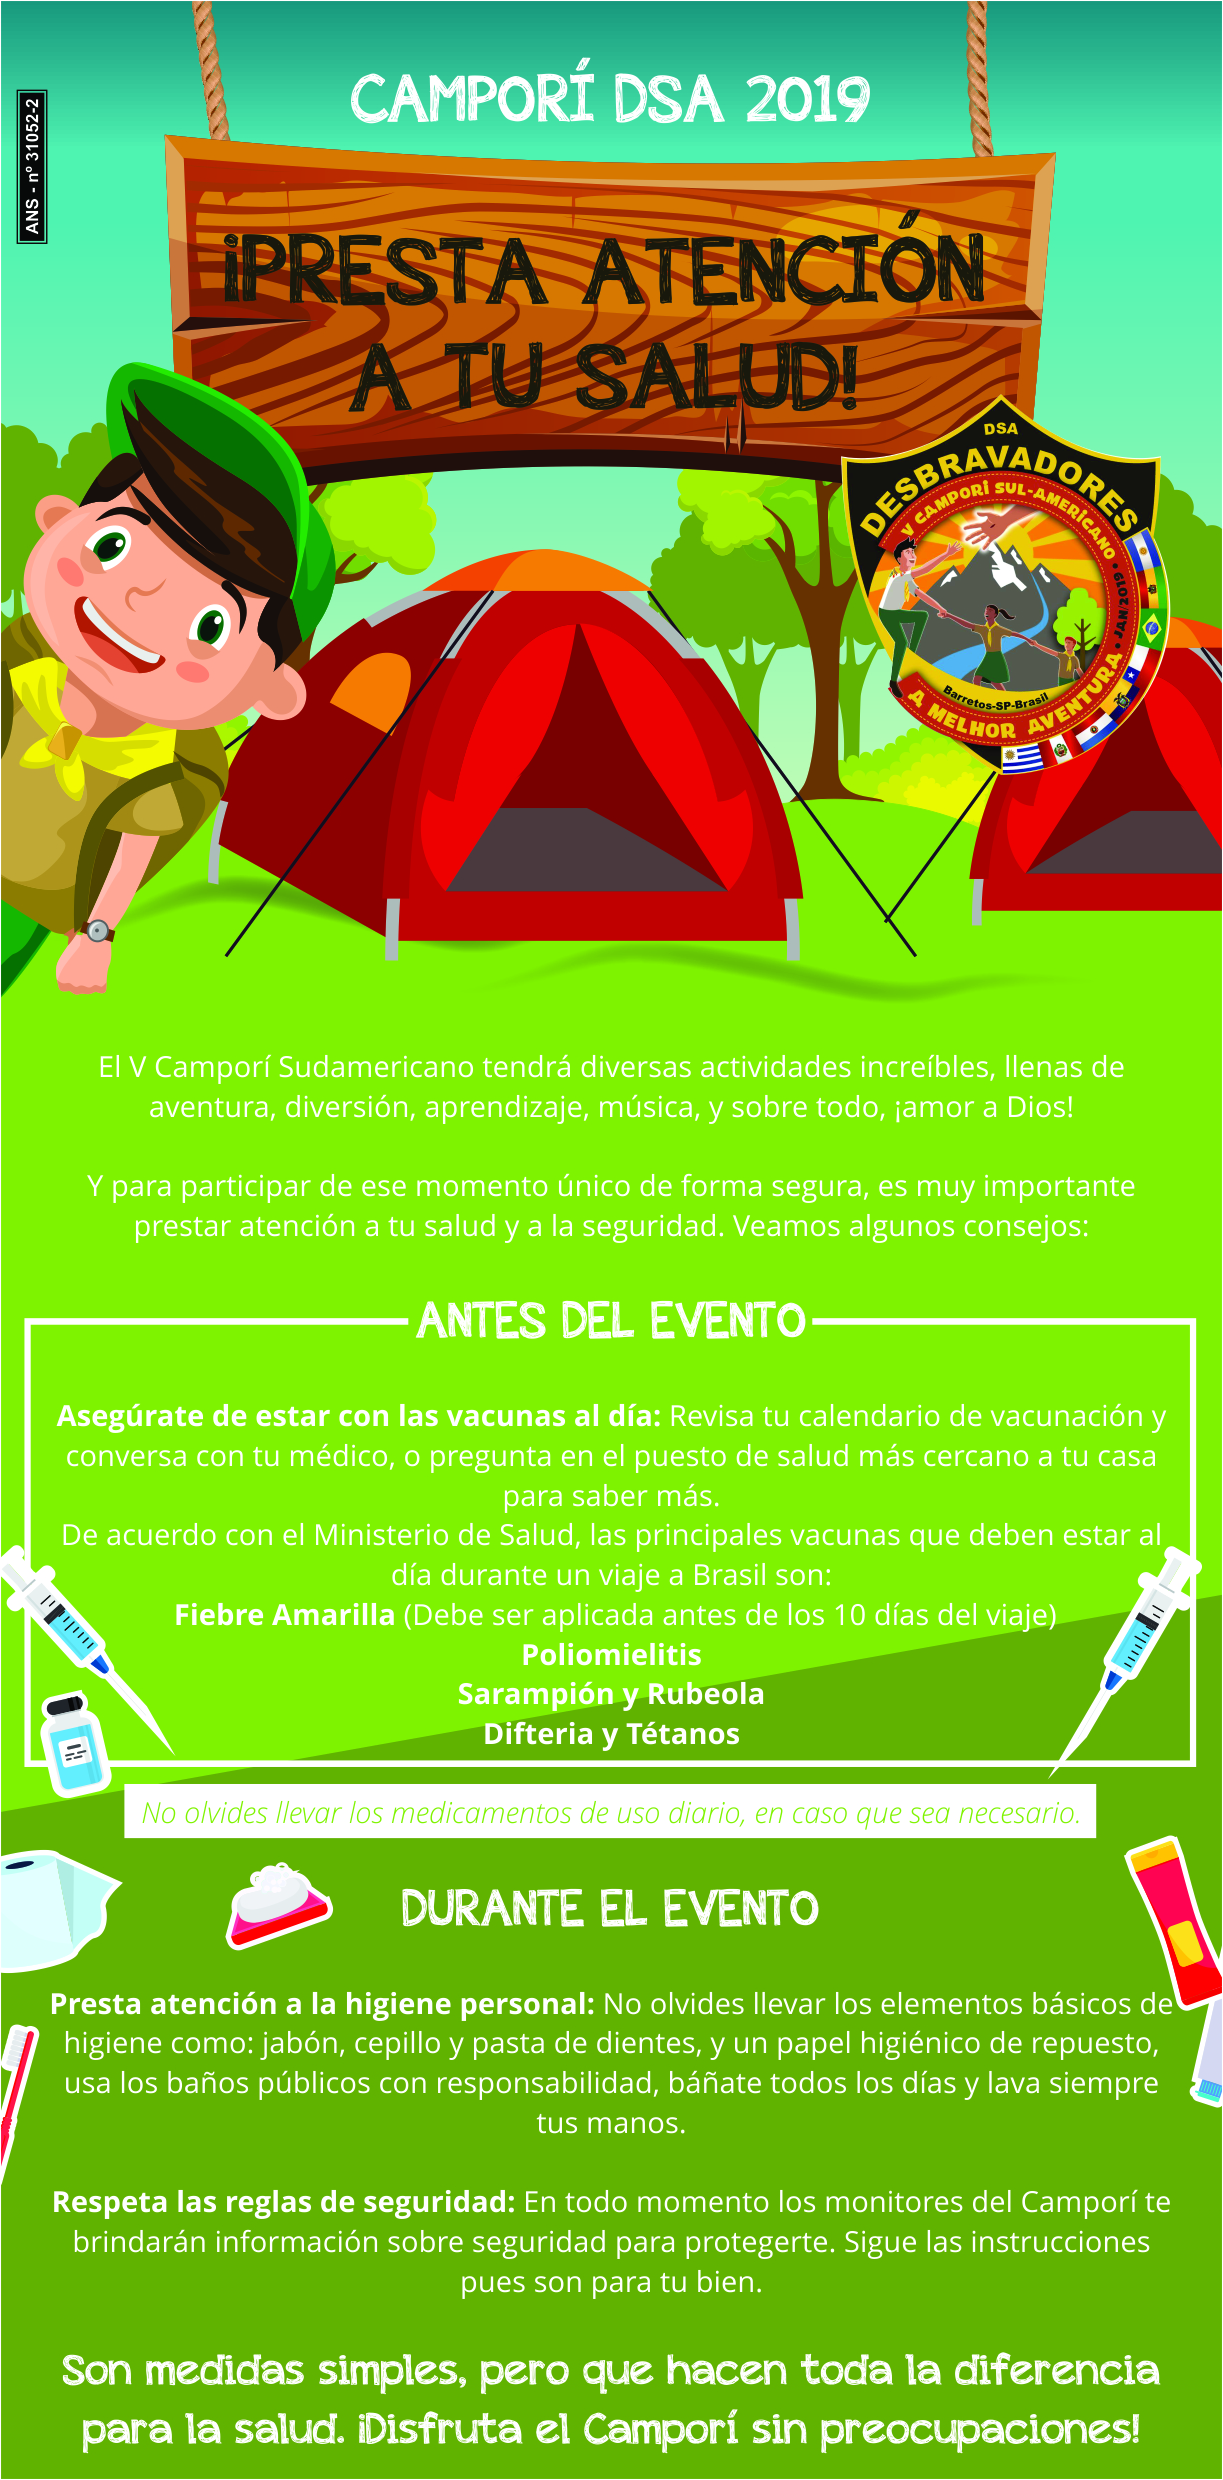 CAMPORÍ DSA 2019
ANS - nº 31052-2
¡PRESTA ATENCIÓN
A TU SALUD!
DSA
DESBRAVADORES
V CAMPORI SUL-AMERICANO • JAN/2019 •
Barretos-SP-Brasil
A MELHOR AVENTURA
El V Camporí Sudamericano tendrá diversas actividades increíbles, llenas de
aventura, diversión, aprendizaje, música, y sobre todo, ¡amor a Dios!
Y para participar de ese momento único de forma segura, es muy importante
prestar atención a tu salud y a la seguridad. Veamos algunos consejos:
ANTES DEL EVENTO
Asegúrate de estar con las vacunas al día: Revisa tu calendario de vacunación y
conversa con tu médico, o pregunta en el puesto de salud más cercano a tu casa
para saber más.
De acuerdo con el Ministerio de Salud, las principales vacunas que deben estar al
día durante un viaje a Brasil son:
Fiebre Amarilla (Debe ser aplicada antes de los 10 días del viaje)
Poliomielitis
Sarampión y Rubeola
Difteria y Tétanos
No olvides llevar los medicamentos de uso diario, en caso que sea necesario.
DURANTE EL EVENTO
Presta atención a la higiene personal: No olvides llevar los elementos básicos de
higiene como: jabón, cepillo y pasta de dientes, y un papel higiénico de repuesto,
usa los baños públicos con responsabilidad, báñate todos los días y lava siempre
tus manos.
Respeta las reglas de seguridad: En todo momento los monitores del Camporí te
brindarán información sobre seguridad para protegerte. Sigue las instrucciones
pues son para tu bien.
Son medidas simples, pero que hacen toda la diferencia
para la salud. ¡Disfruta el Camporí sin preocupaciones!